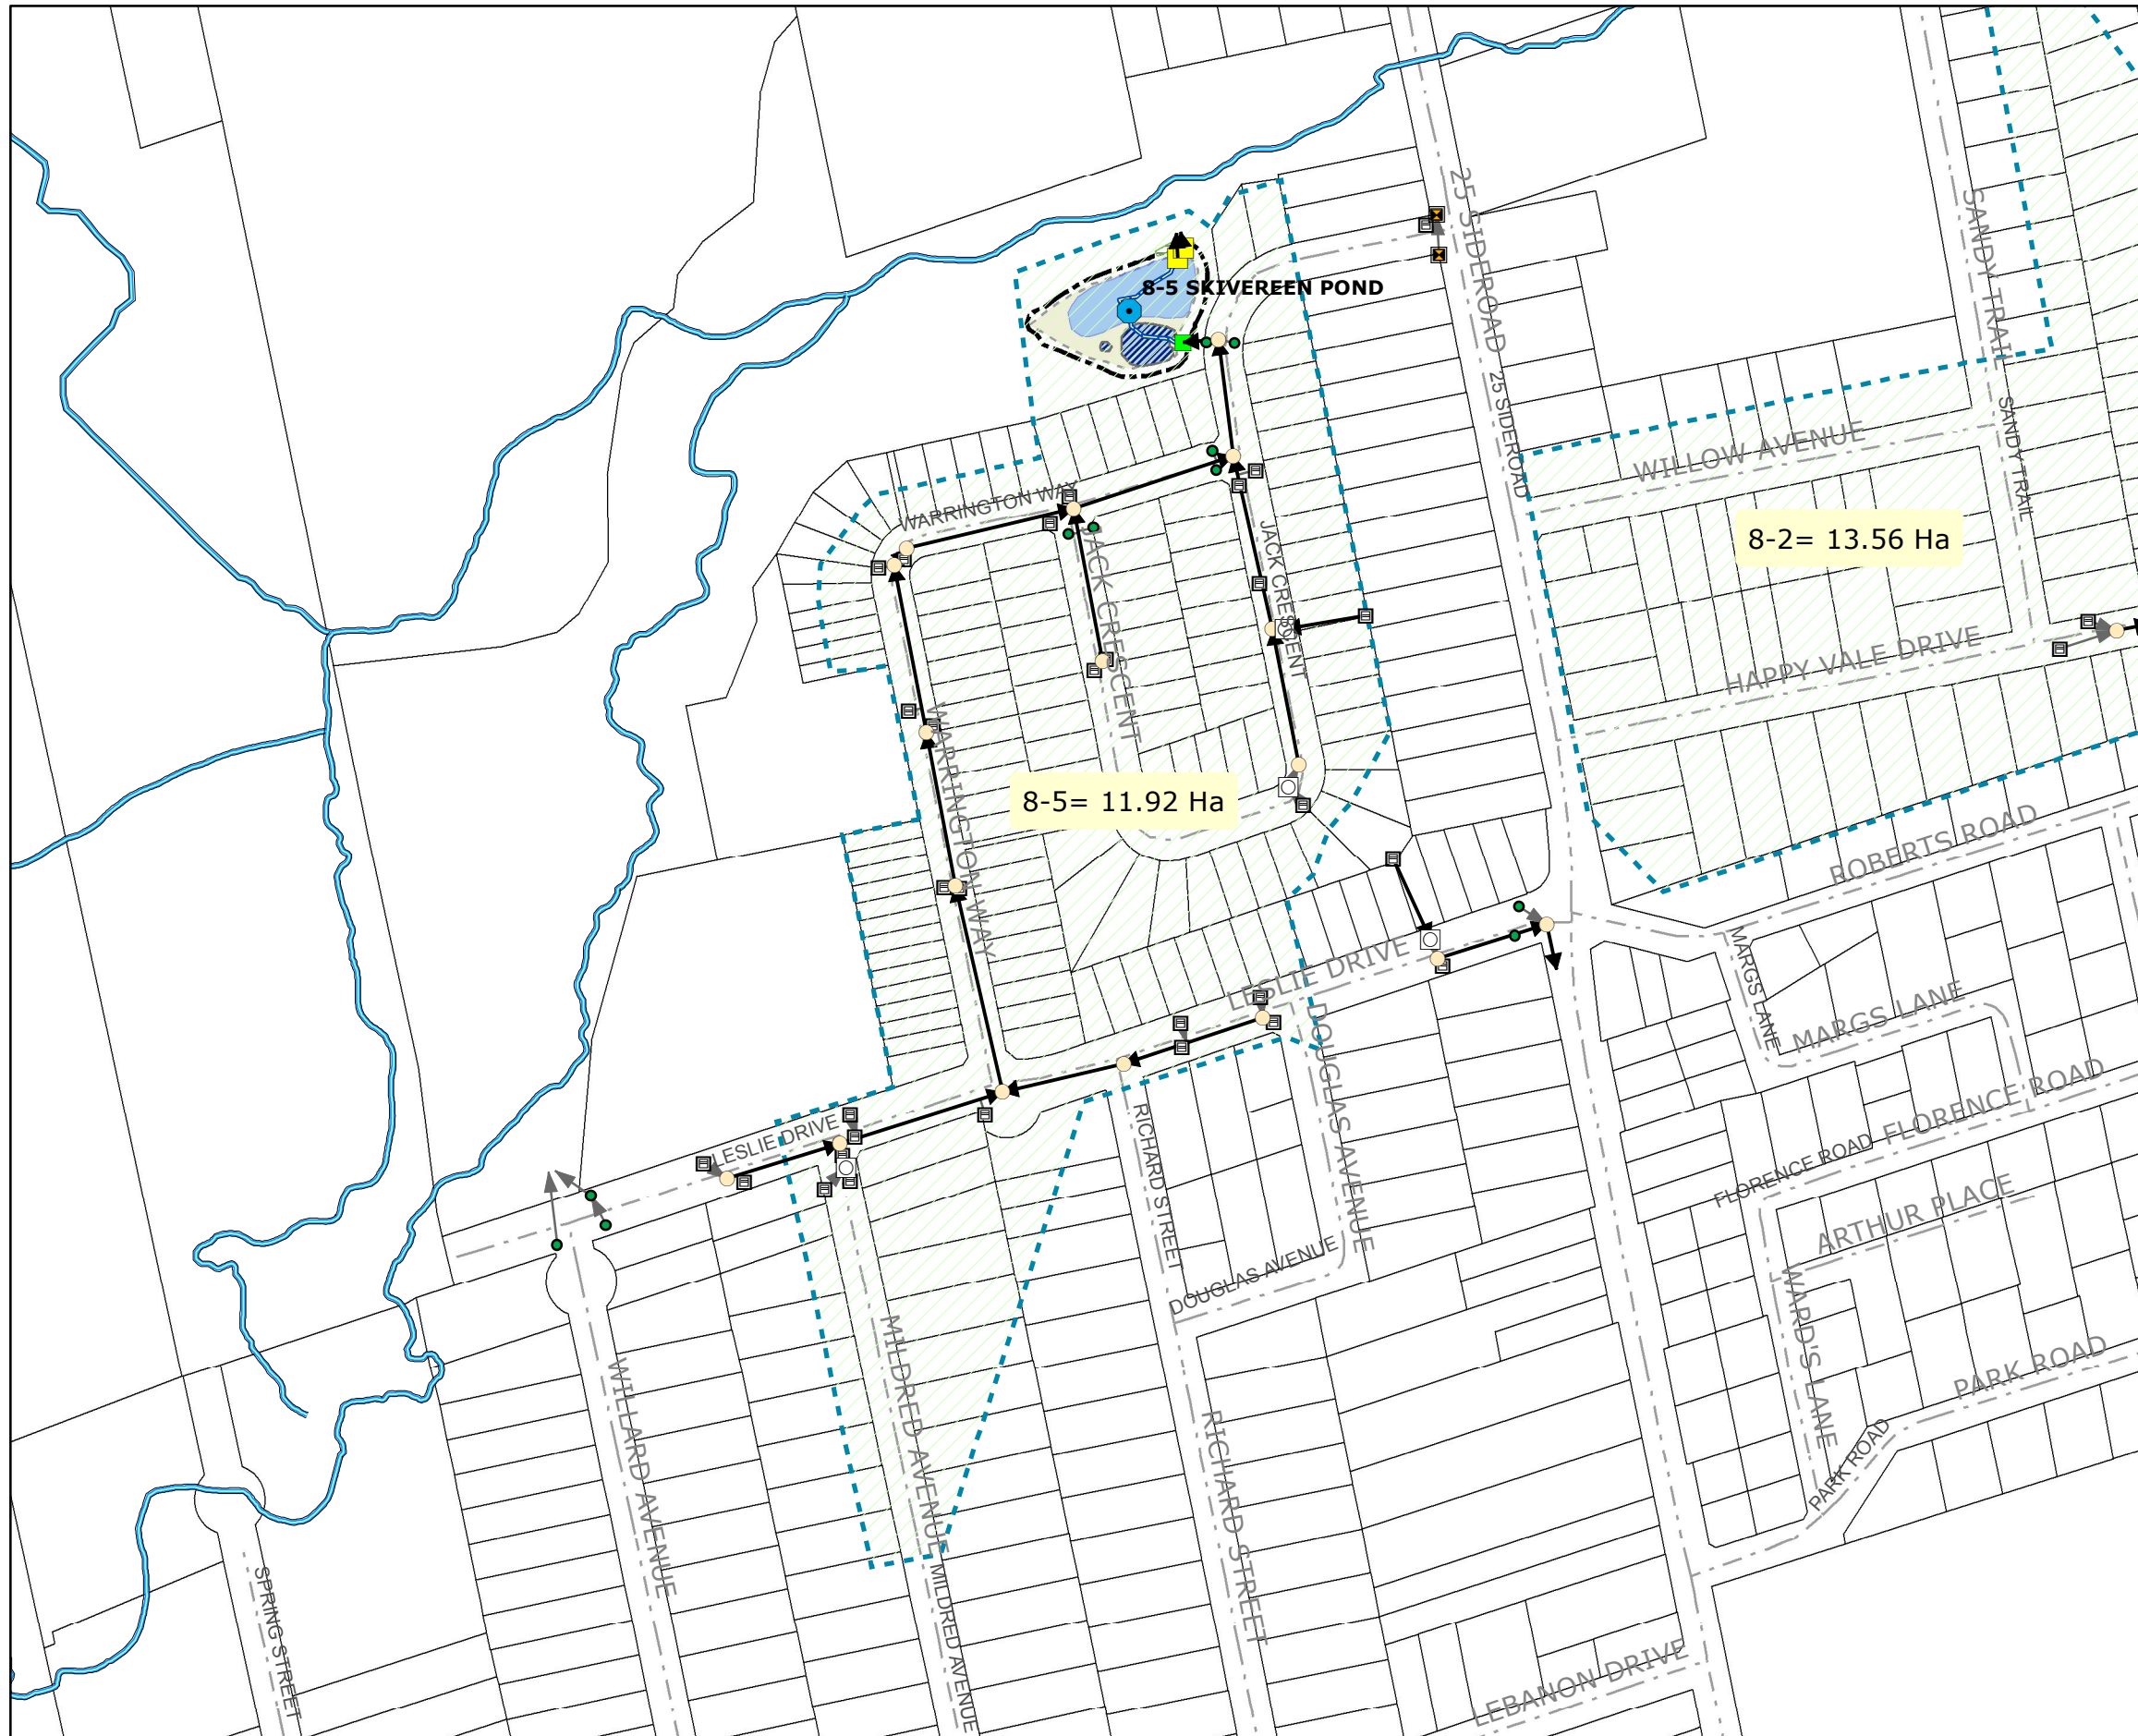 25 SIDEROAD
SANDY TRAIL
8-5 SKIVEREEN POND
25 SIDEROAD
SANDY TRAIL
WILLOW AVENUE
WARRINGTON WAY
JACK CRESCENT
JACK CRESCENT
8-2= 13.56 Ha
HAPPY VALE DRIVE
WARRINGTON WAY
8-5= 11.92 Ha
ROBERTS ROAD
LESLIE DRIVE
MARGS LANE
MARGS LANE
DOUGLAS AVENUE
FLORENCE ROAD
LESLIE DRIVE
RICHARD STREET
FLORENCE ROAD
ARTHUR PLACE
DOUGLAS AVENUE
WARD'S LANE
MILDRED AVENUE
WILLARD AVENUE
PARK ROAD
RICHARD STREET
PARK ROAD
SPRING STREET
MILDRED AVENUE
LEBANON DRIVE